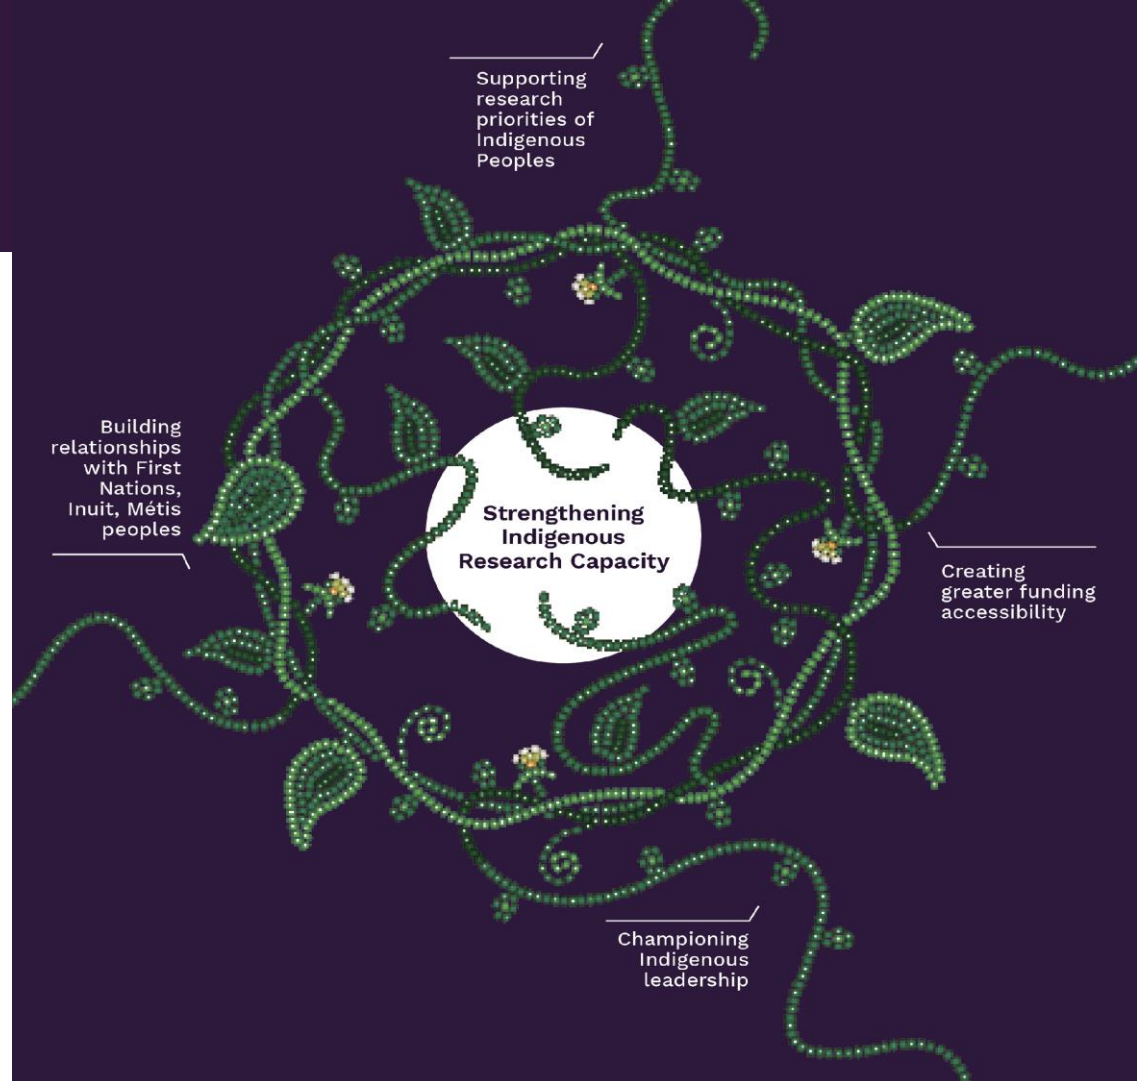 Supporting
research
priorities of
Indigenous
Peoples
Building
relationships
with First
Nations,
Inuit, Métis
peoples
Strengthening
Indigenous
Research Capacity
Creating
greater funding
accessibility
Championing
Indigenous
leadership